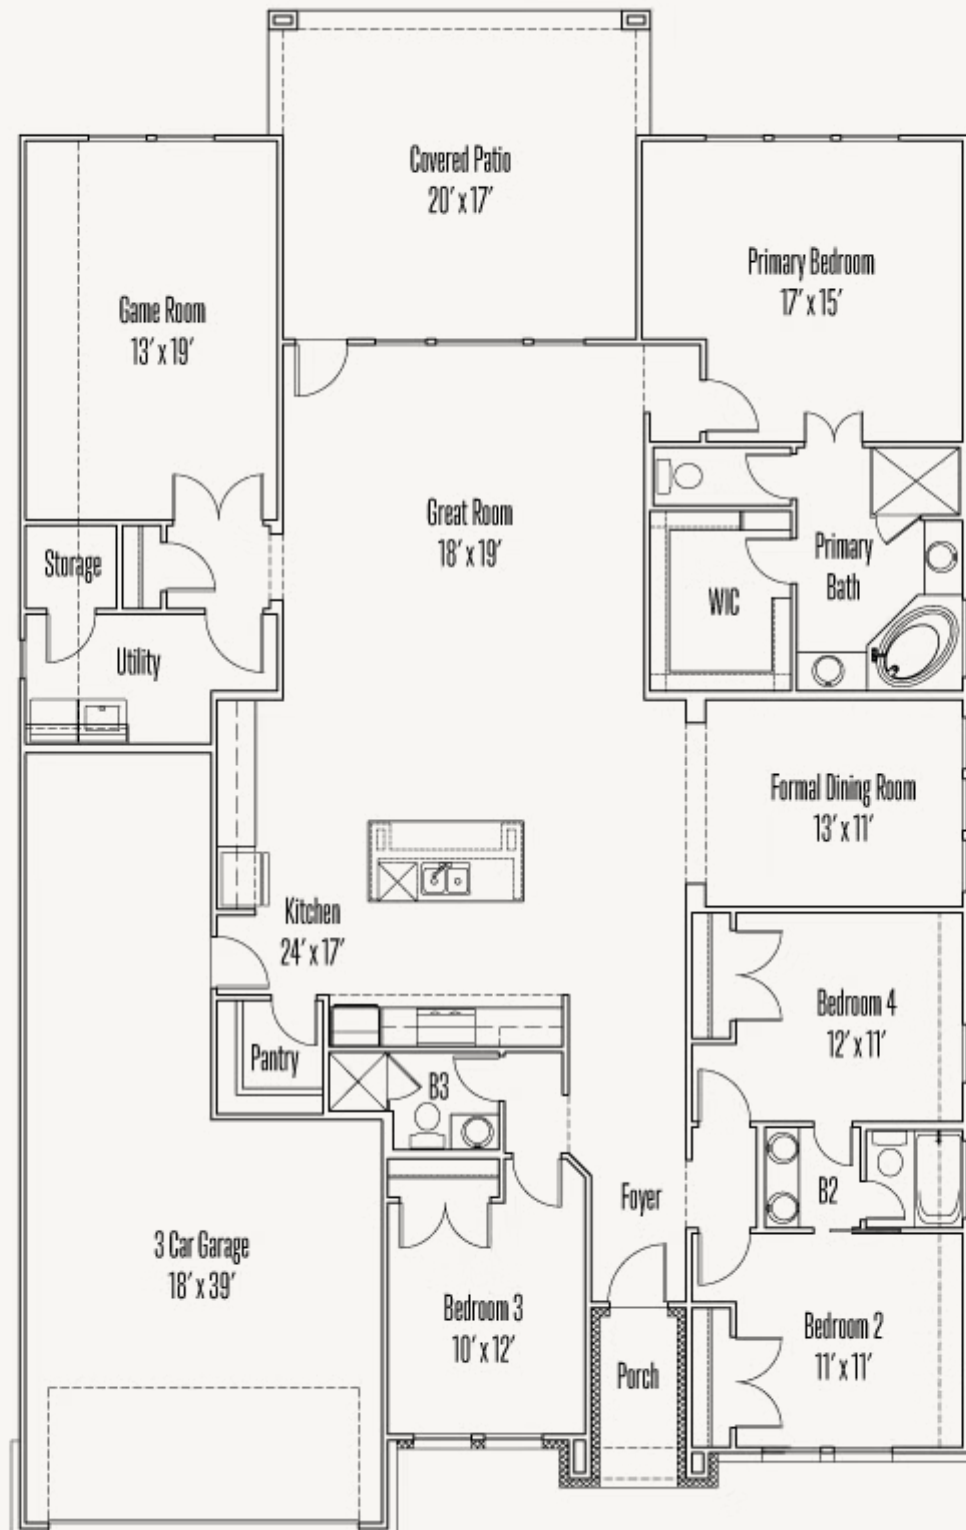 Covered Patio
20' x 17'
Primary Bedroom
17' x 15'
Game Room
13' x 19'
Great Room
18' x 19'
Storage
Primary
Bath
WIC
Utility
Formal Dining Room
13' x 11'
Kitchen
24' x 17'
Bedroom 4
12' x 11'
Pantry
B3
B2
Foyer
3 Car Garage
18' x 39'
Bedroom 3
10' x 12'
Bedroom 2
11' x 11'
Porch